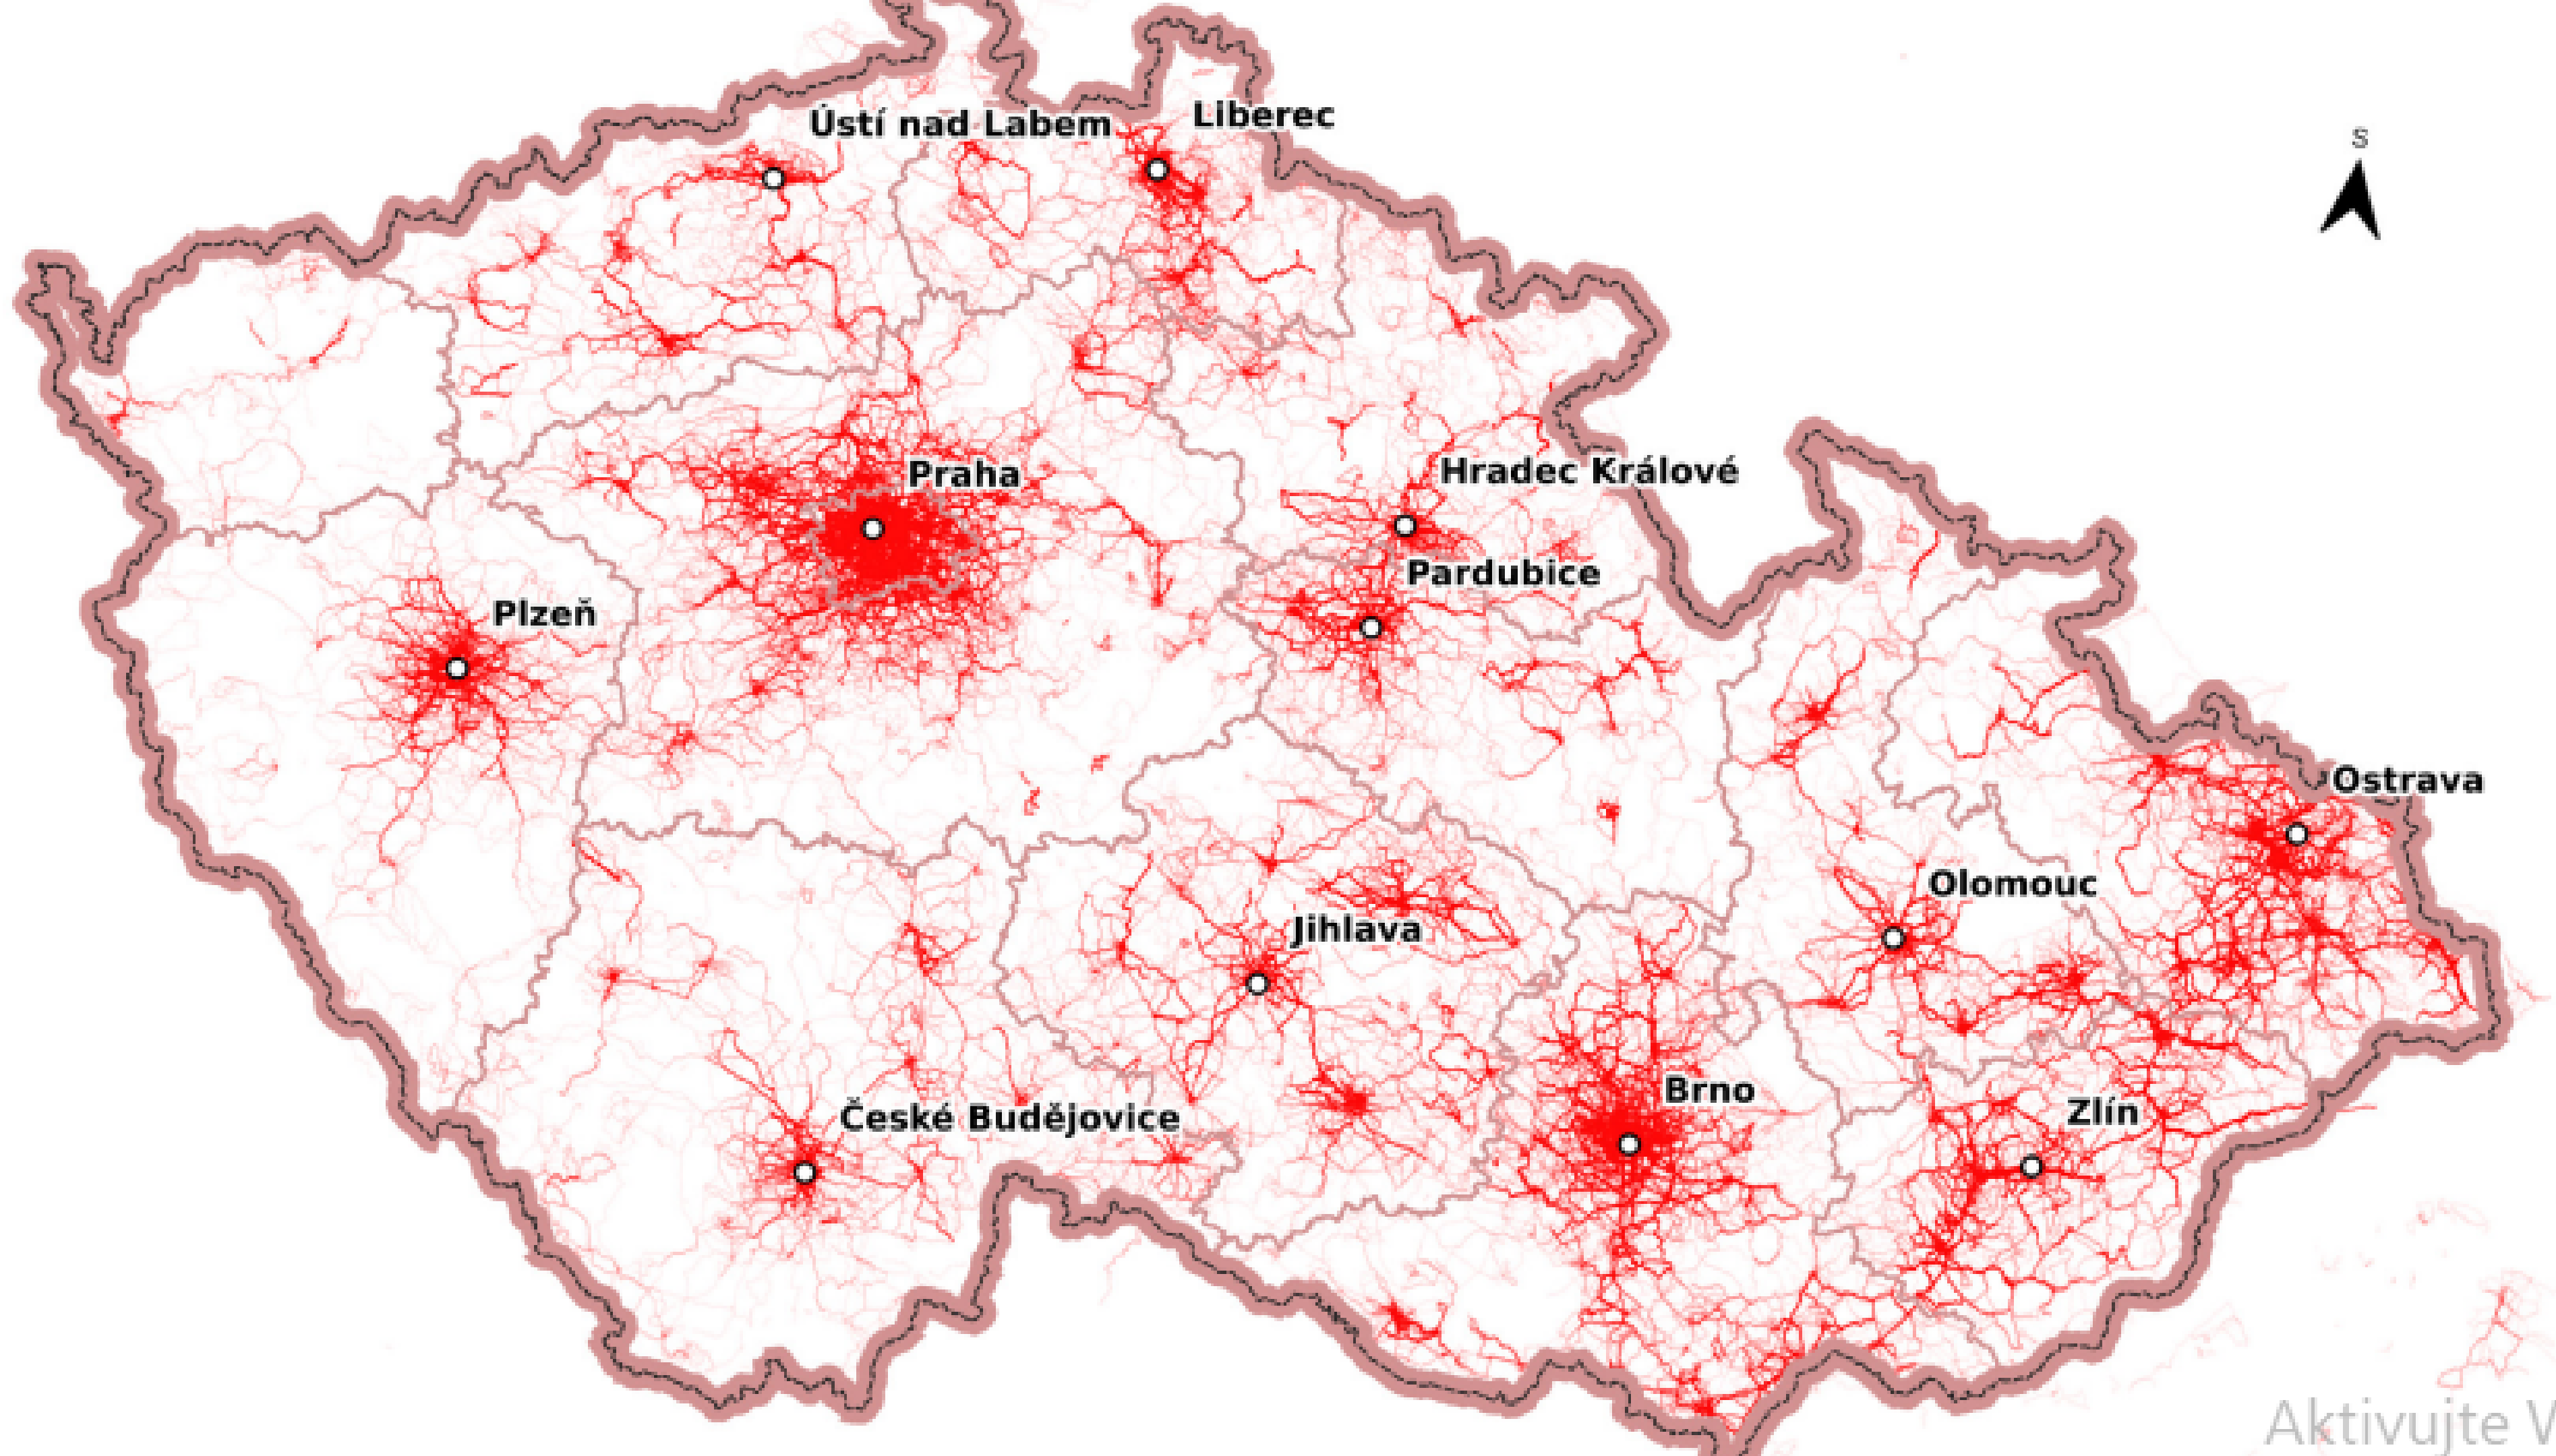 Ústí nad Labem
Liberec
S
Praha
Hradec Králové
Pardubice
Plzeň
Ostrava
Olomouc
Jihlava
Brno
České Budějovice
Zlín
Aktivujte